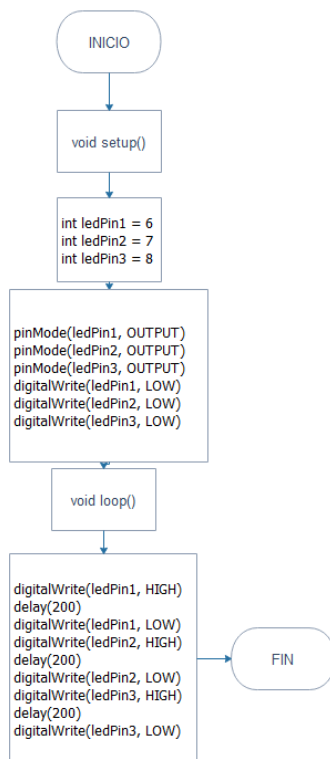 INICIO
void setup()
int ledPin1 = 6
int ledPin2 = 7
int ledPin3 = 8
pinMode(ledPin1, OUTPUT)
pinMode(ledPin2, OUTPUT)
pinMode(ledPin3, OUTPUT)
digitalWrite(ledPin1, LOW)
digitalWrite(ledPin2, LOW)
digitalWrite(ledPin3, LOW)
void loop()
digitalWrite(ledPin1, HIGH)
delay(200)
digitalWrite(ledPin1, LOW)
digitalWrite(ledPin2, HIGH)
delay(200)
digitalWrite(ledPin2, LOW)
digitalWrite(ledPin3, HIGH)
delay(200)
digitalWrite(ledPin3, LOW)
FIN